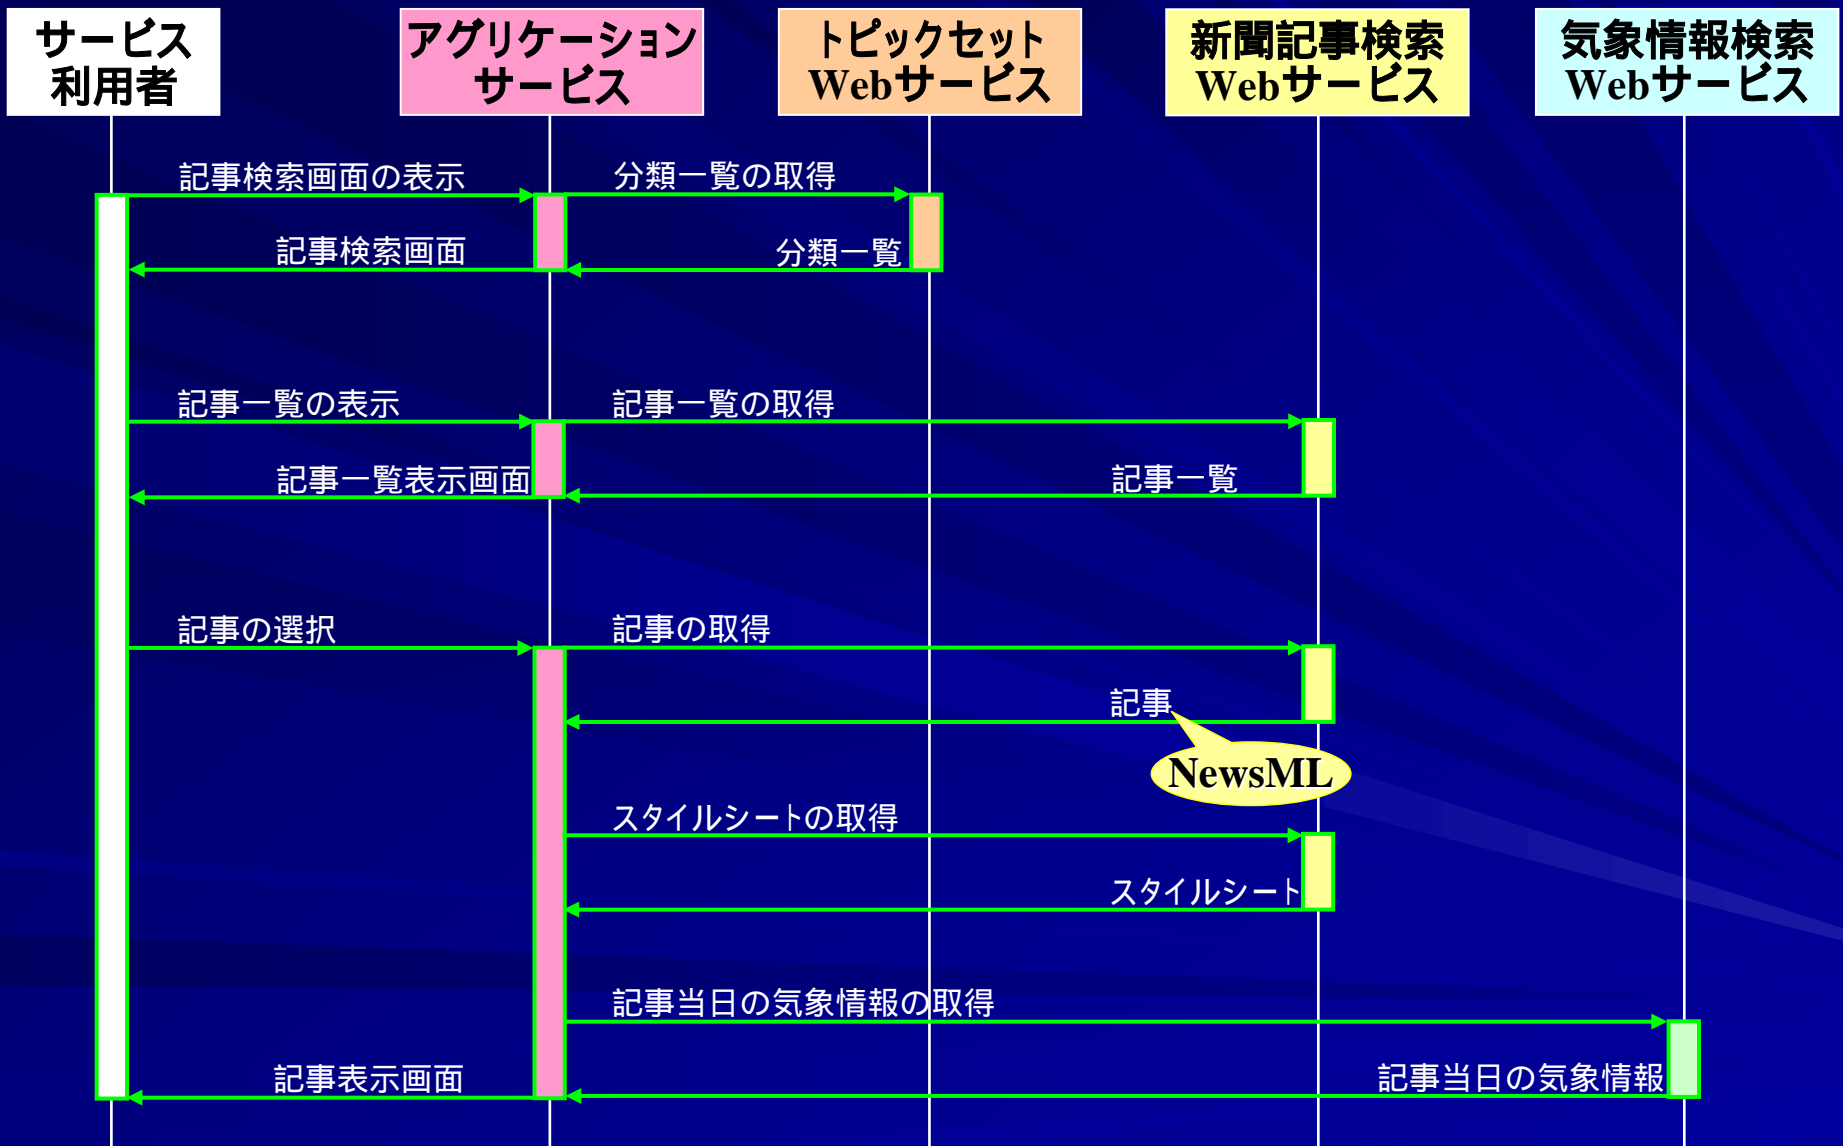 サービス
利用者
アグリケーション
サービス
トピックセット
Webサービス
新聞記事検索
Webサービス
気象情報検索
Webサービス
記事検索画面の表示
分類一覧の取得
記事検索画面
分類一覧
記事一覧の表示
記事一覧の取得
記事一覧表示画面
記事一覧
記事の選択
記事の取得
記事
NewsML
スタイルシートの取得
スタイルシート
記事当日の気象情報の取得
記事表示画面
記事当日の気象情報